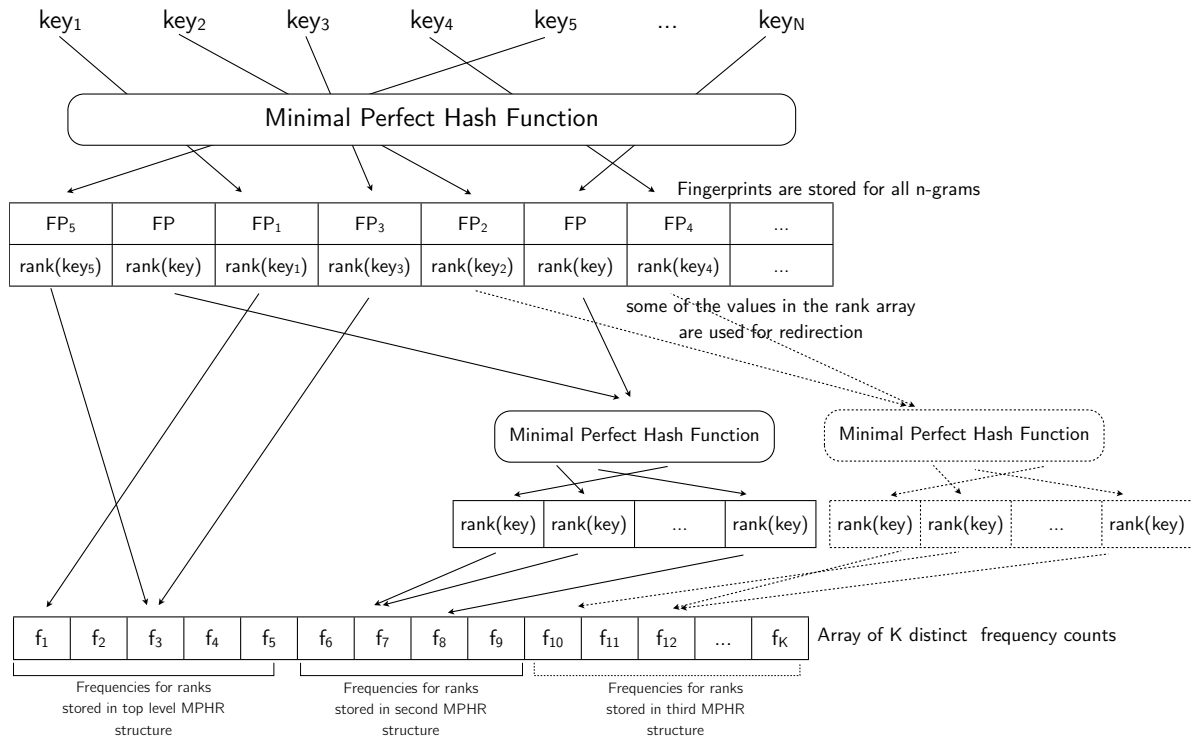 key1 key2 key3 key4 key5 ... keyN
Minimal Perfect Hash Function
Fingerprints are stored for all n-grams
FP5 FP FP1 FP3 FP2 FP FP4 ...
rank(key5) rank(key) rank(key1) rank(key3) rank(key2) rank(key) rank(key4) ...
some of the values in the rank array
are used for redirection
Minimal Perfect Hash Function Minimal Perfect Hash Function
rank(key) rank(key) ... rank(key) rank(key) rank(key) ... rank(key)
f1 f2 f3 f4 f5 f6 f7 f8 f9 f10 f11 f12 ... fK Array of K distinct frequency counts
Frequencies for ranks Frequencies for ranks Frequencies for ranks
stored in top level MPHR stored in second MPHR stored in third MPHR
structure structure structure